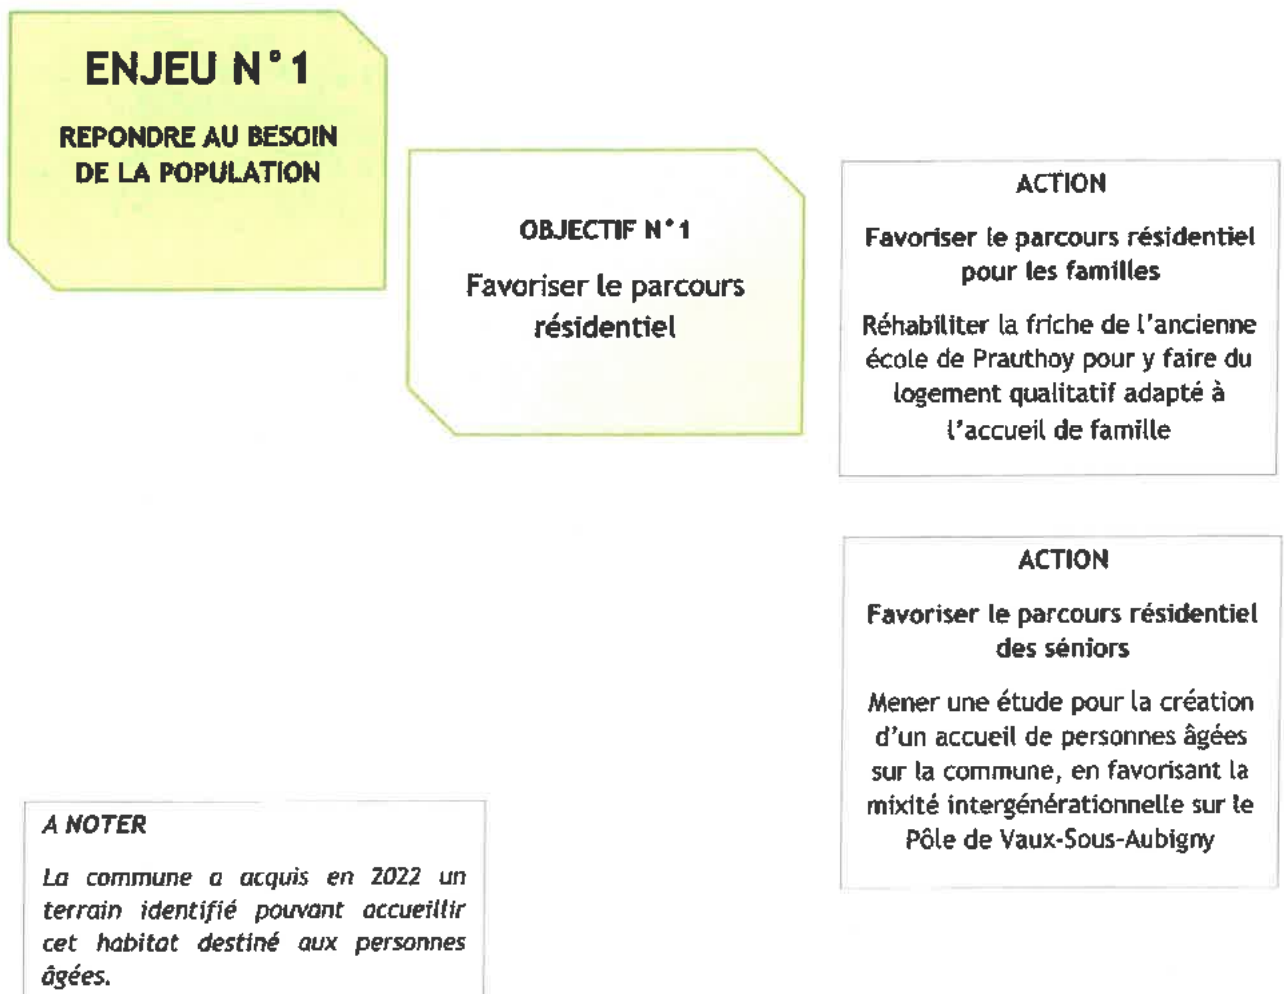 ENJEU N°1
REPONDRE AU BESOIN
DE LA POPULATION
OBJECTIF N°1
Favoriser le parcours
résidentiel
ACTION
Favoriser le parcours résidentiel
pour les familles
Réhabiliter la friche de l'ancienne
école de Prauthoy pour y faire du
logement qualitatif adapté à
l'accueil de famille
ACTION
Favoriser le parcours résidentiel
des séniors
Mener une étude pour la création
d'un accueil de personnes âgées
sur la commune, en favorisant la
mixité intergénérationnelle sur le
Pôle de Vaux-Sous-Aubigny
A NOTER
La commune a acquis en 2022 un
terrain identifié pouvant accueillir
cet habitat destiné aux personnes
âgées.